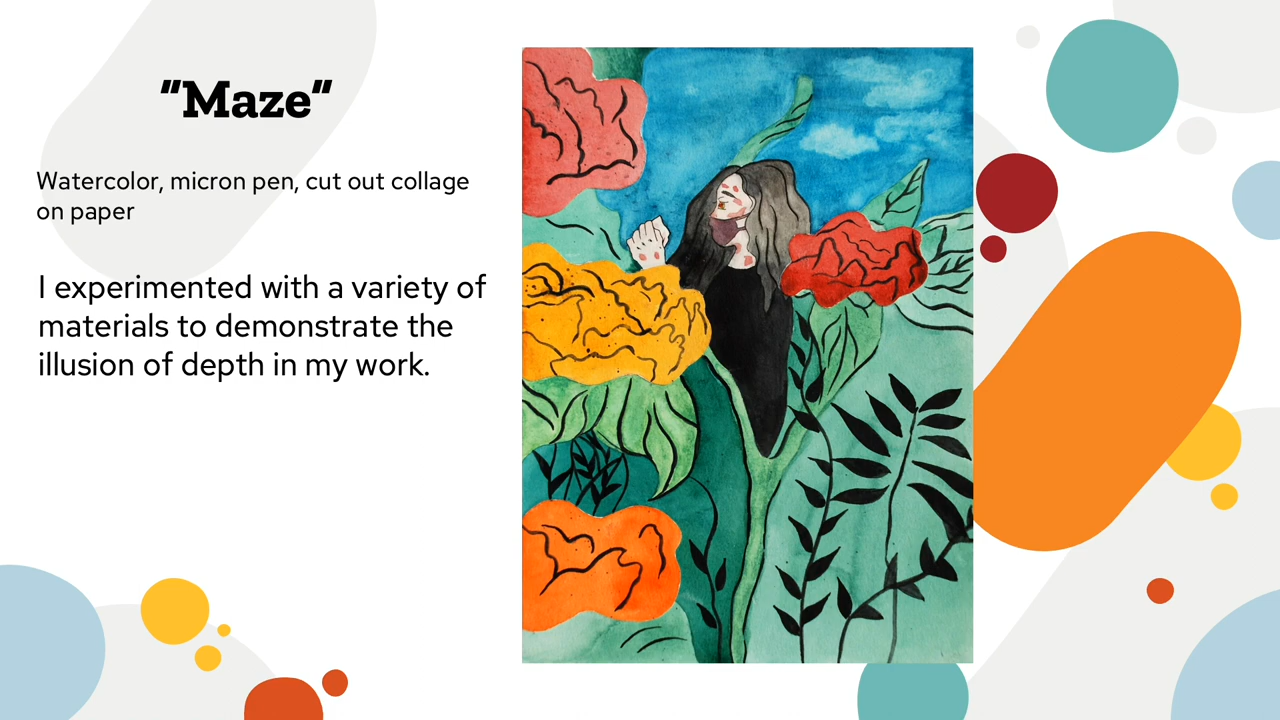 "Maze"
Watercolor, micron pen, cut out collage
on paper
I experimented with a variety of
materials to demonstrate the
illusion of depth in my work.